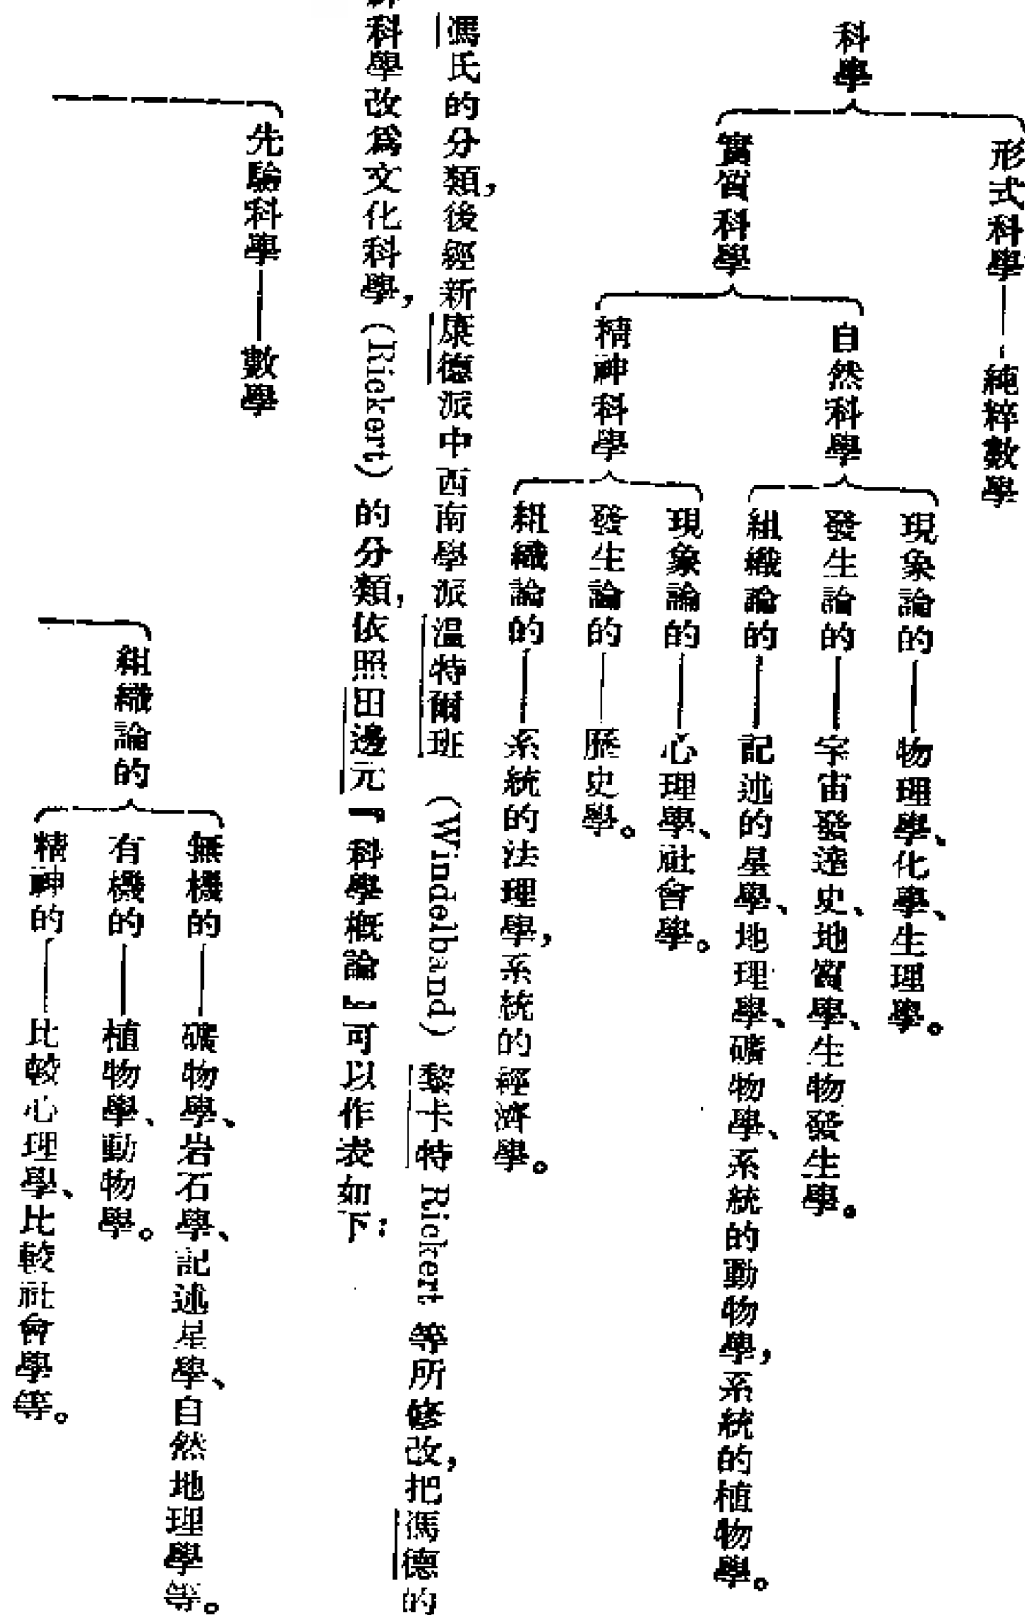 科學
形式科學——純粹數學
實質科學
自然科學
現象論的——物理學、化學、生理學。
發生論的——宇宙發達史、地質學、生物發生學。
組織論的——記述的星學、地理學、礦物學、系統的動物學,系統的植物學。
精神科學
現象論的——心理學、社會學。
發生論的——歷史學。
組織論的——系統的法理學,系統的經濟學。
馮氏的分類,後經新康德派中西南學派溫特爾班(Windelband)黎卡特 Rickert 等所修改,把馮德的
科學改爲文化科學,(Rickert)的分類,依照田邊元『科學概論』可以作表如下:
先驗科學——數學
組織論的
無機的——礦物學、岩石學、記述星學、自然地理學等。
有機的——植物學、動物學。
精神的——比較心理學、比較社會學等。